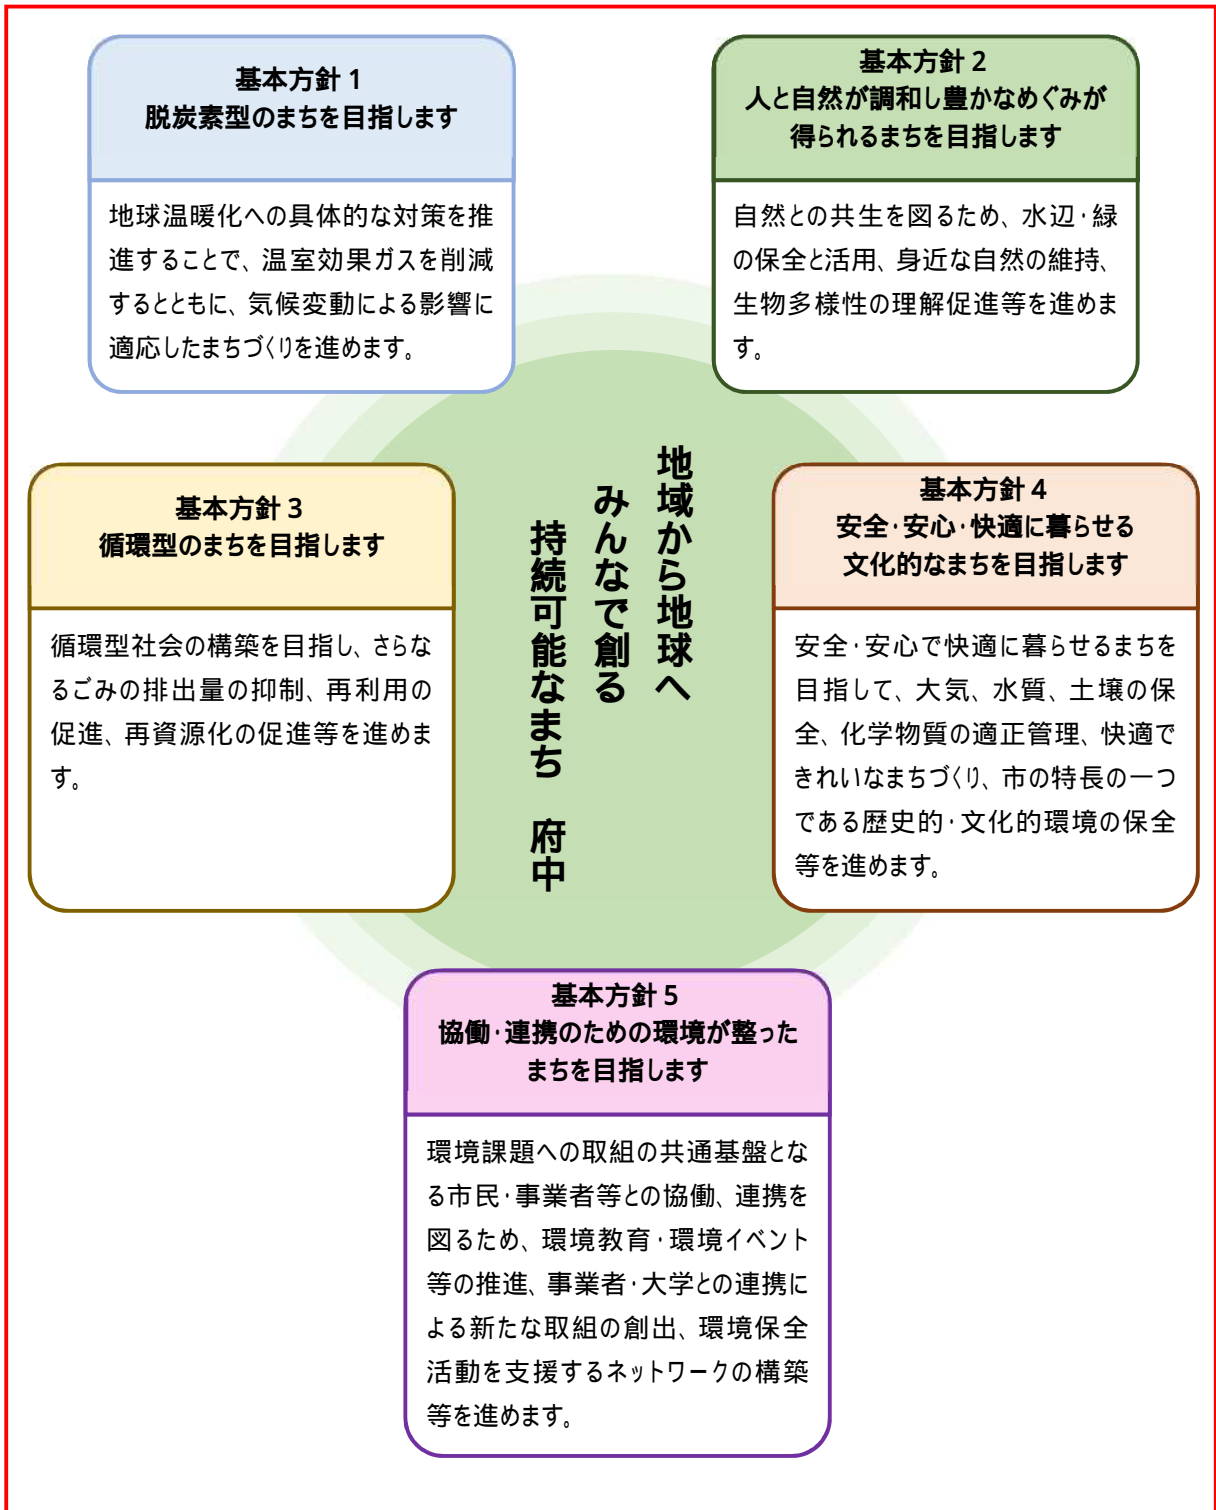 基本方針 1
脱炭素型のまちを目指します
地球温暖化への具体的な対策を推
進することで、温室効果ガスを削減
するとともに、気候変動による影響に
適応したまちづくりを進めます。
基本方針 2
人と自然が調和し豊かなめぐみが
得られるまちを目指します
自然との共生を図るため、水辺・緑
の保全と活用、身近な自然の維持、
生物多様性の理解促進等を進めま
す。
地域から地球へ
みんなで創る
持続可能なまち 府中
基本方針 3
循環型のまちを目指します
循環型社会の構築を目指し、さらな
るごみの排出量の抑制、再利用の
促進、再資源化の促進等を進めま
す。
基本方針 4
安全・安心・快適に暮らせる
文化的なまちを目指します
安全・安心で快適に暮らせるまちを
目指して、大気、水質、土壌の保
全、化学物質の適正管理、快適で
きれいなまちづくり、市の特長の一つ
である歴史的・文化的環境の保全
等を進めます。
基本方針 5
協働・連携のための環境が整った
まちを目指します
環境課題への取組の共通基盤とな
る市民・事業者等との協働、連携を
図るため、環境教育・環境イベント
等の推進、事業者・大学との連携に
よる新たな取組の創出、環境保全
活動を支援するネットワークの構築
等を進めます。